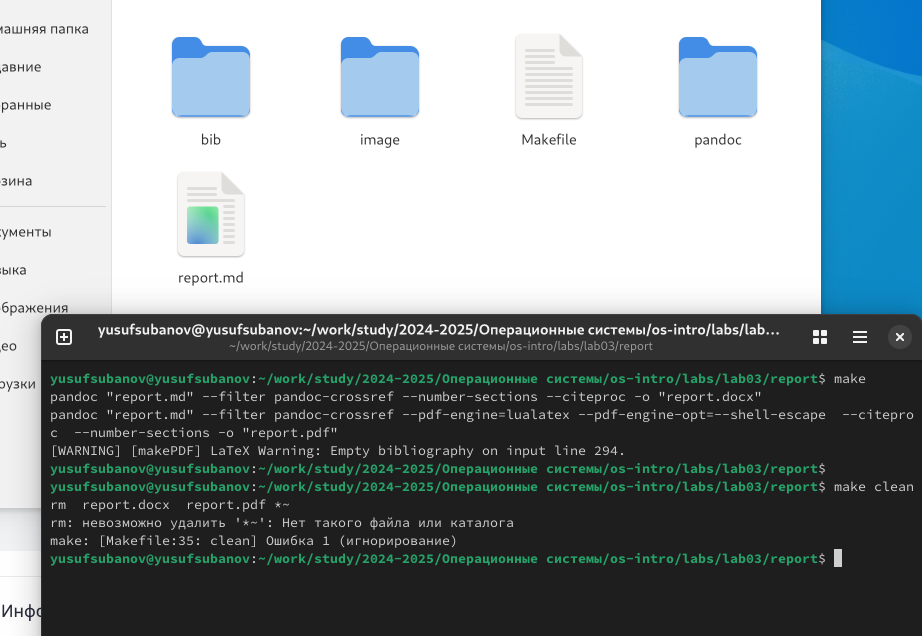 машняя папка
давние
бранные
ь
рзина
кументы
зыка
ображения
ео
рузки
bib
image
Makefile
pandoc
report.md
yusufsubanov@yusufsubanov:~/work/study/2024-2025/Операционные системы/os-intro/labs/lab...
~/work/study/2024-2025/Операционные системы/os-intro/labs/lab03/report
yusufsubanov@yusufsubanov:~/work/study/2024-2025/Операционные системы/os-intro/labs/lab03/report$ make
pandoc "report.md" --filter pandoc-crossref --number-sections --citeproc -o "report.docx"
pandoc "report.md" --filter pandoc-crossref --pdf-engine=lualatex --pdf-engine-opt=--shell-escape  --citepro
c  --number-sections -o "report.pdf"
[WARNING] [makePDF] LaTeX Warning: Empty bibliography on input line 294.
yusufsubanov@yusufsubanov:~/work/study/2024-2025/Операционные системы/os-intro/labs/lab03/report$
yusufsubanov@yusufsubanov:~/work/study/2024-2025/Операционные системы/os-intro/labs/lab03/report$ make clean
rm  report.docx  report.pdf *~
rm: невозможно удалить '*~': Нет такого файла или каталога
make: [Makefile:35: clean] Ошибка 1 (игнорирование)
yusufsubanov@yusufsubanov:~/work/study/2024-2025/Операционные системы/os-intro/labs/lab03/report$
Инфо